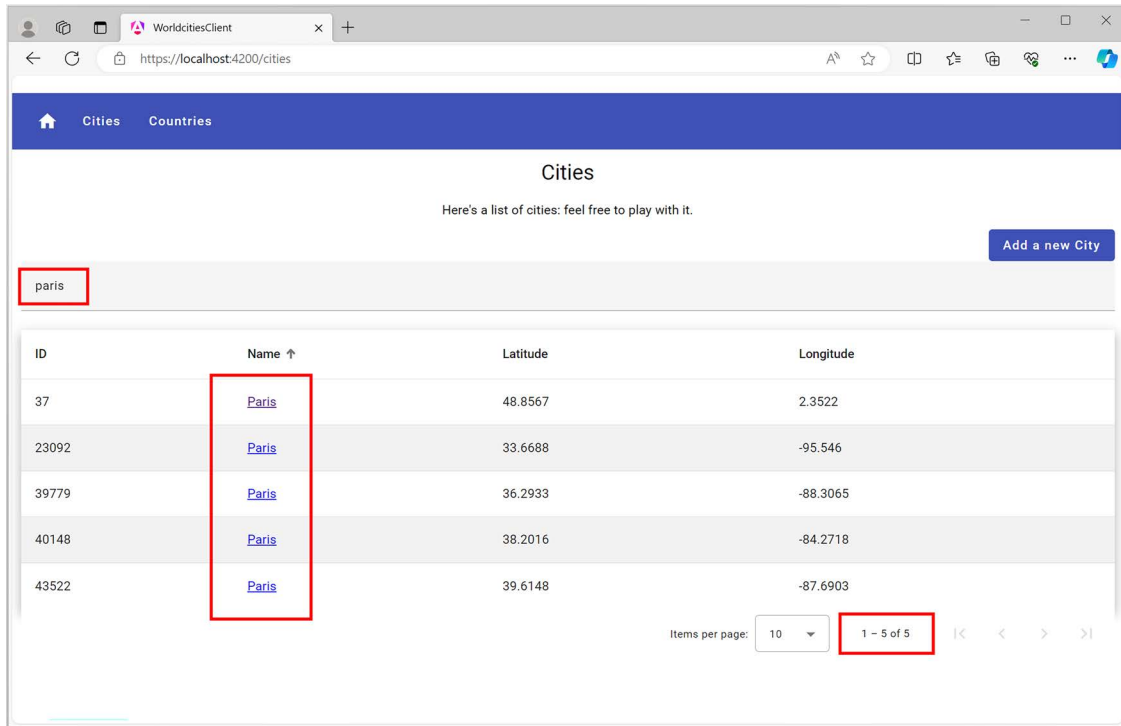 WorldcitiesClient
https://localhost:4200/cities
Cities Countries
Cities
Here's a list of cities: feel free to play with it.
Add a new City
paris
ID Name Latitude Longitude
37 Paris 48.8567 2.3522
23092 Paris 33.6688 -95.546
39779 Paris 36.2933 -88.3065
40148 Paris 38.2016 -84.2718
43522 Paris 39.6148 -87.6903
Items per page: 10 1 – 5 of 5